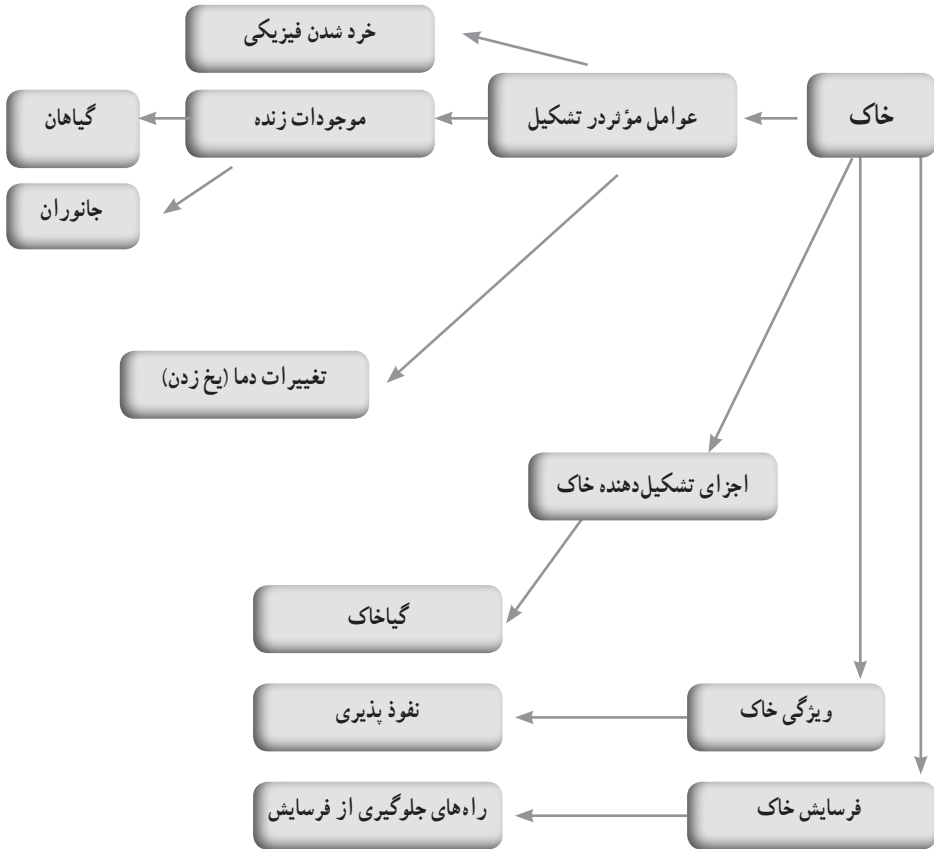 خرد شدن فیزیکی
خاک
عوامل مؤثردر تشکیل
موجودات زنده
گیاهان
جانوران
تغییرات دما (یخ زدن)
اجزای تشکیل‌دهنده خاک
گیاخاک
ویژگی خاک
نفوذ پذیری
فرسایش خاک
راه‌های جلوگیری از فرسایش